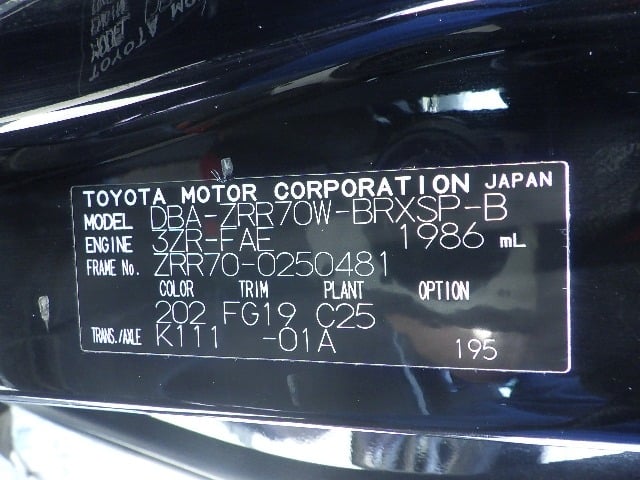 TOYOTA MOTOR CORPORATION JAPAN
MODEL DBA-ZRR70W-BRXSP-B
ENGINE 3ZR-FAE 1986 mL
FRAME No. ZRR70-0250481
COLOR TRIM PLANT OPTION
202 FG19 C25
TRANS./AXLE K111 -01A 195